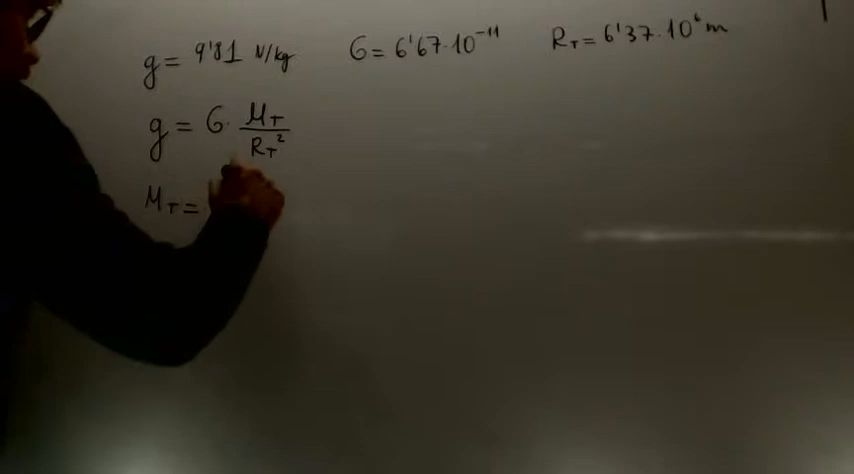 g = 9'81 N/kg G = 6'67·10⁻¹¹ R_T = 6'37·10⁶ m
g = G · M_T / R_T²
M_T =